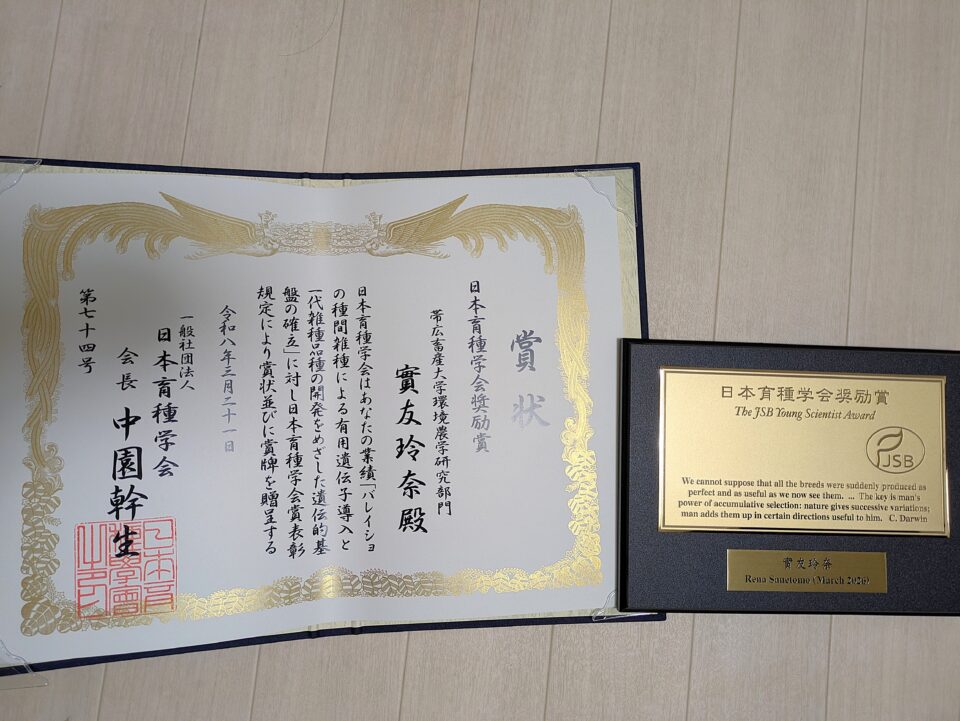 賞状
日本育種学会奨励賞
帯広畜産大学環境農学研究部門
實友玲奈殿
日本育種学会はあなたの業績「バレイショ
の種間雑種による有用遺伝子導入と
一代雑種品種の開発をめざした遺伝的基
盤の確立」に対し日本育種学会賞表彰
規定により賞状並びに賞牌を贈呈する
令和八年三月二十一日
一般社団法人
日本育種学会
会長 中園幹生
第七十四号
日本育種学会奨励賞
The JSB Young Scientist Award
JSB
We cannot suppose that all the breeds were suddenly produced as
perfect and as useful as we now see them. ... The key is man's
power of accumulative selection: nature gives successive variations;
man adds them up in certain directions useful to him. C. Darwin
實友玲奈
Rena Sanetomo (March 2026)